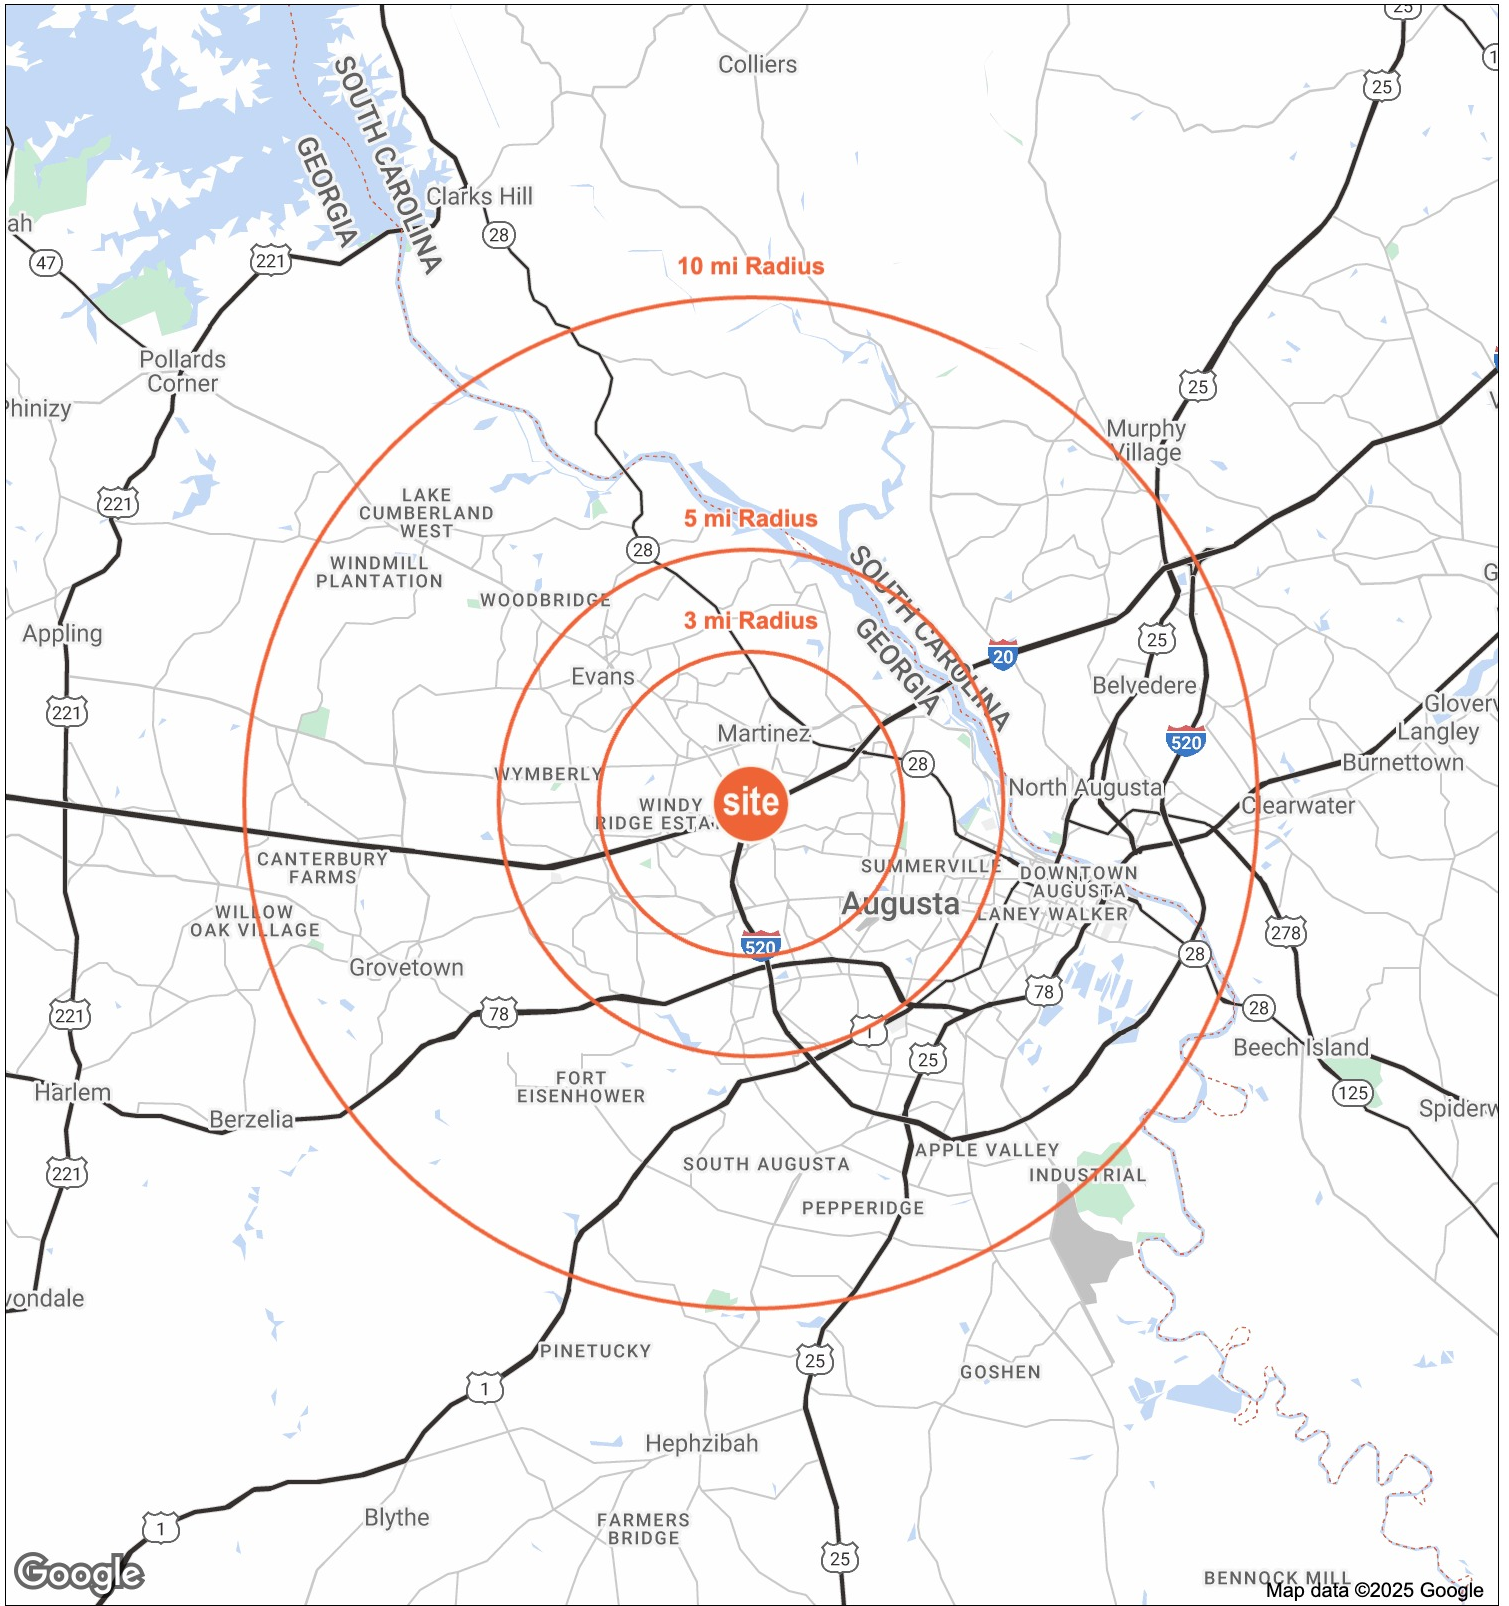 25
Colliers
25
SOUTH CAROLINA
GEORGIA
Clarks Hill
28
47
221
10 mi Radius
Pollards
Corner
25
Murphy
Village
LAKE
CUMBERLAND
WEST
221
5 mi Radius
28
WINDMILL
PLANTATION
SOUTH CAROLINA
GEORGIA
WOODBRIDGE
3 mi Radius
Appling
25
20
Evans
Belvedere
221
Martinez
520
Langley
Burnettown
28
WYMBERLY
North Augusta
site
WINDY
RIDGE ESTA
Clearwater
CANTERBURY
FARMS
SUMMERVILLE
DOWNTOWN
AUGUSTA
Augusta
LANEY WALKER
WILLOW
OAK VILLAGE
278
520
28
Grovetown
78
78
28
221
1
25
Beech Island
FORT
EISENHOWER
Harlem
125
Berzelia
APPLE VALLEY
SOUTH AUGUSTA
INDUSTRIAL
221
PEPPERIDGE
PINETUCKY
25
GOSHEN
1
Hephzibah
Blythe
FARMERS
BRIDGE
1
25
Google
BENNOCK MILL
Map data ©2025 Google